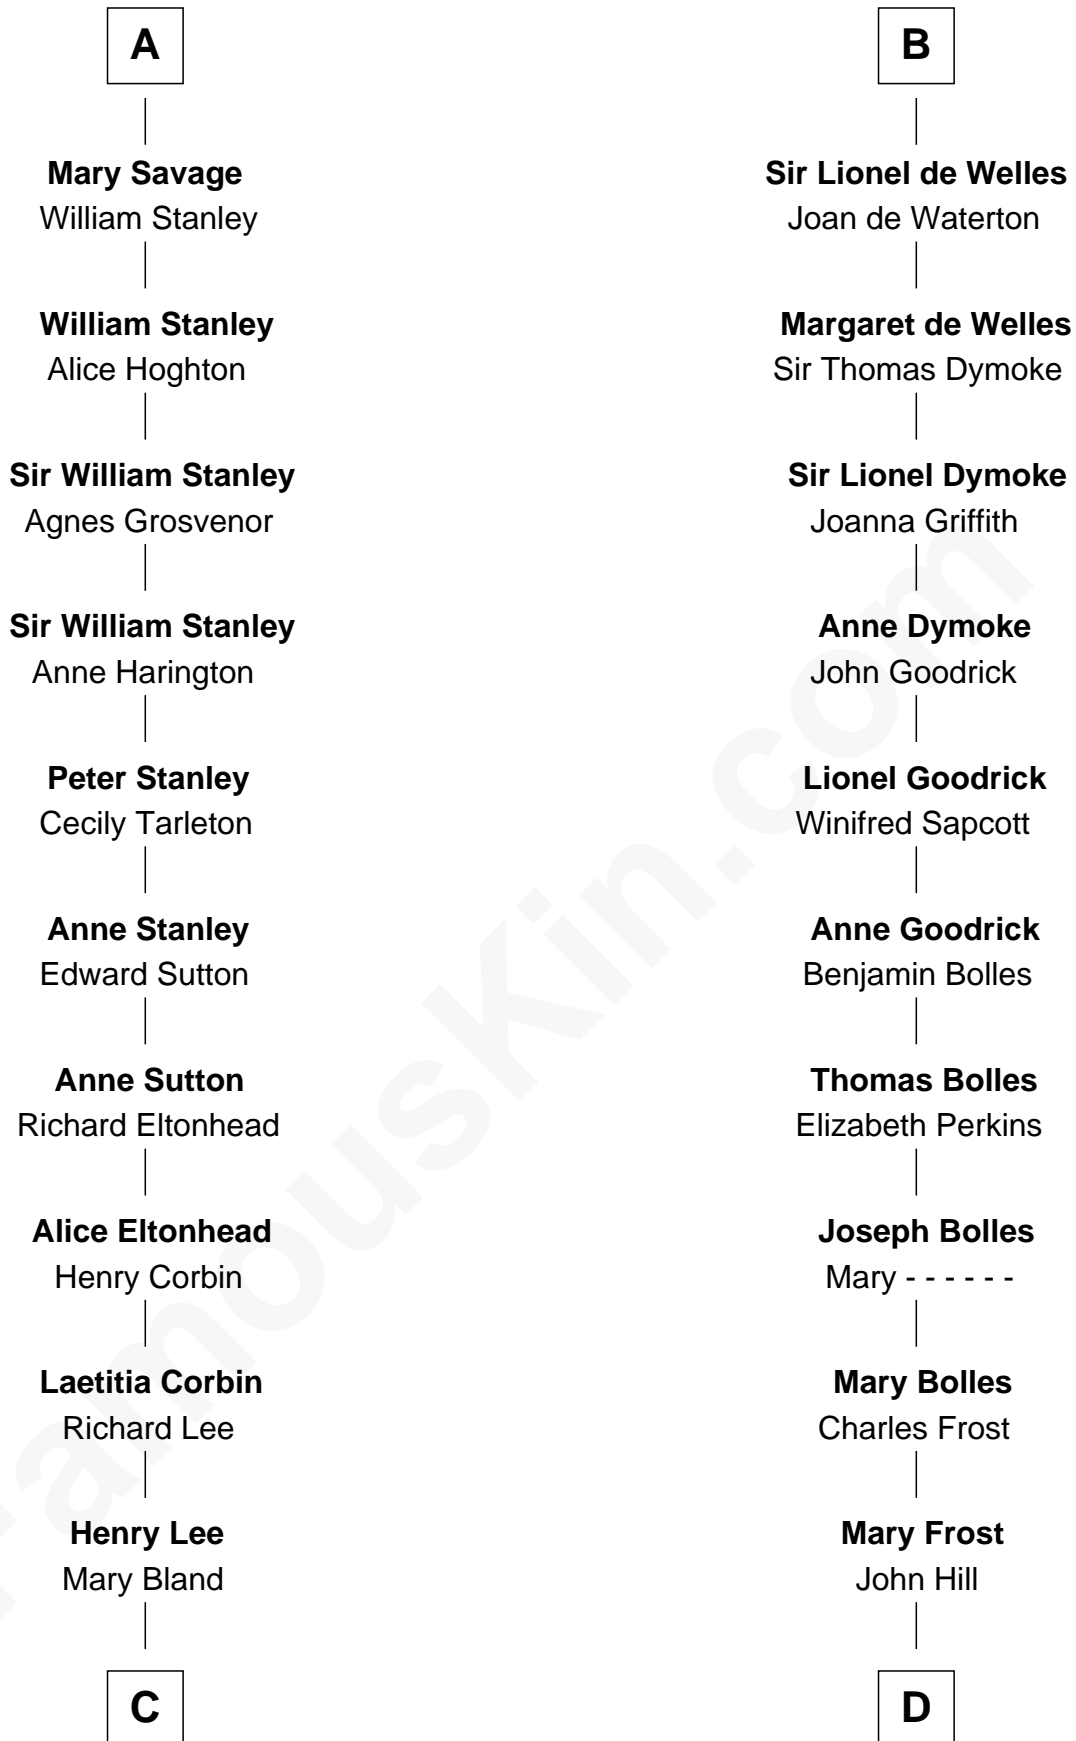 A
Mary Savage
William Stanley
William Stanley
Alice Hoghton
Sir William Stanley
Agnes Grosvenor
Sir William Stanley
Anne Harington
Peter Stanley
Cecily Tarleton
Anne Stanley
Edward Sutton
Anne Sutton
Richard Eltonhead
Alice Eltonhead
Henry Corbin
Laetitia Corbin
Richard Lee
Henry Lee
Mary Bland
C
B
Sir Lionel de Welles
Joan de Waterton
Margaret de Welles
Sir Thomas Dymoke
Sir Lionel Dymoke
Joanna Griffith
Anne Dymoke
John Goodrick
Lionel Goodrick
Winifred Sapcott
Anne Goodrick
Benjamin Bolles
Thomas Bolles
Elizabeth Perkins
Joseph Bolles
Mary - - - - - -
Mary Bolles
Charles Frost
Mary Frost
John Hill
D
FamousKin.com